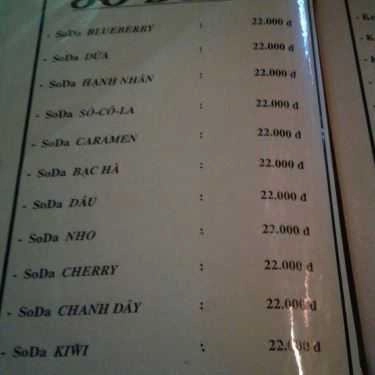 - SoDa BLUEBERRY : 22.000 đ
- SoDa DỪA : 22.000 đ
- SoDa HẠNH NHÂN : 22.000 đ
- SoDa SÔ-CÔ-LA : 22.000 đ
- SoDa CARAMEN : 22.000 đ
- SoDa BẠC HÀ : 22.000 đ
- SoDa DÂU : 22.000 đ
- SoDa NHO : 22.000 đ
- SoDa CHERRY : 22.000 đ
- SoDa CHANH DÂY : 22.000 đ
- SoDa KIWI : 22.000 đ